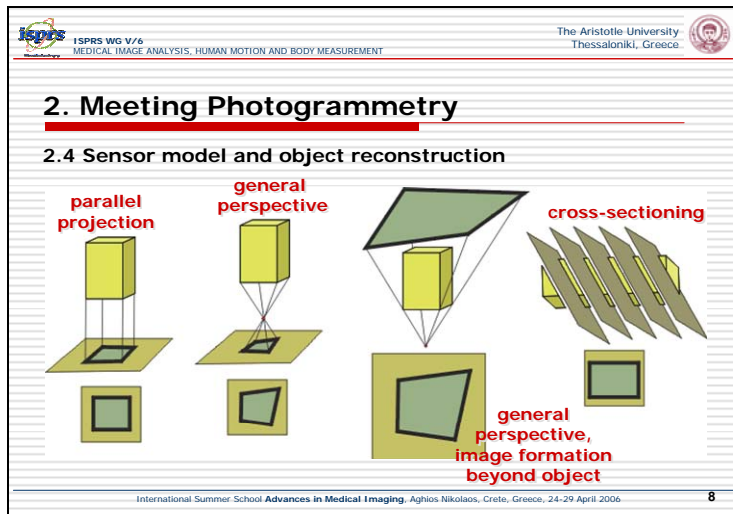 isprs
ISPRS WG V/6
MEDICAL IMAGE ANALYSIS, HUMAN MOTION AND BODY MEASUREMENT
The Aristotle University
Thessaloniki, Greece
2. Meeting Photogrammetry
2.4 Sensor model and object reconstruction
parallel
projection
general
perspective
cross-sectioning
general
perspective,
image formation
beyond object
International Summer School Advances in Medical Imaging, Aghios Nikolaos, Crete, Greece, 24-29 April 2006
8